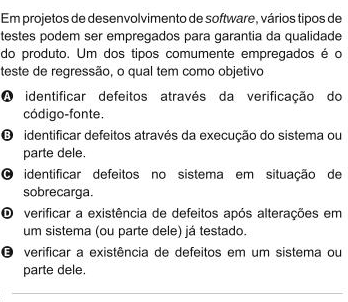 Em projetos de desenvolvimento de software, vários tipos de
testes podem ser empregados para garantia da qualidade
do produto. Um dos tipos comumente empregados é o
teste de regressão, o qual tem como objetivo
A identificar defeitos através da verificação do
código-fonte.
B identificar defeitos através da execução do sistema ou
parte dele.
C identificar defeitos no sistema em situação de
sobrecarga.
D verificar a existência de defeitos após alterações em
um sistema (ou parte dele) já testado.
E verificar a existência de defeitos em um sistema ou
parte dele.